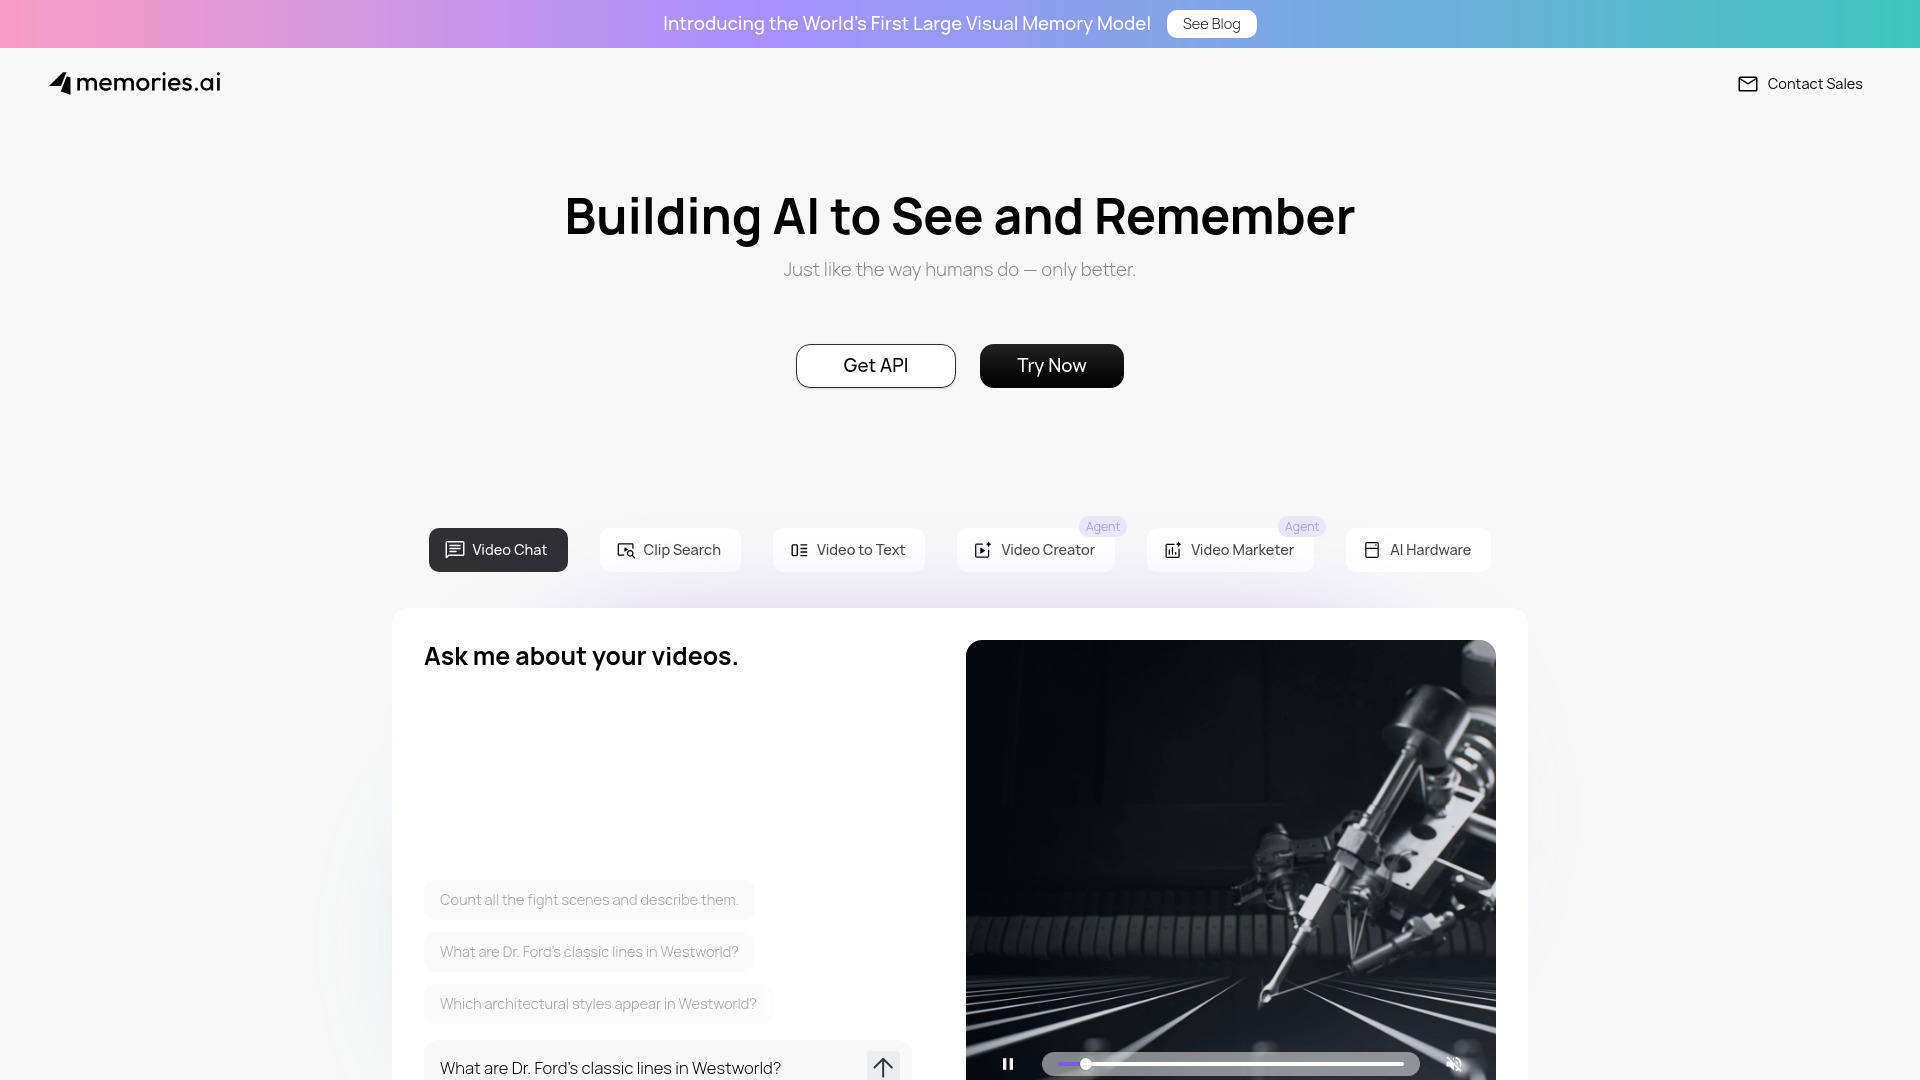 Introducing the World's First Large Visual Memory Model
See Blog
memories.ai
Contact Sales
Building AI to See and Remember
Just like the way humans do — only better.
Get API
Try Now
Agent
Agent
Video Chat
Clip Search
Video to Text
Video Creator
Video Marketer
AI Hardware
Ask me about your videos.
Count all the fight scenes and describe them.
What are Dr. Ford's classic lines in Westworld?
Which architectural styles appear in Westworld?
What are Dr. Ford's classic lines in Westworld?